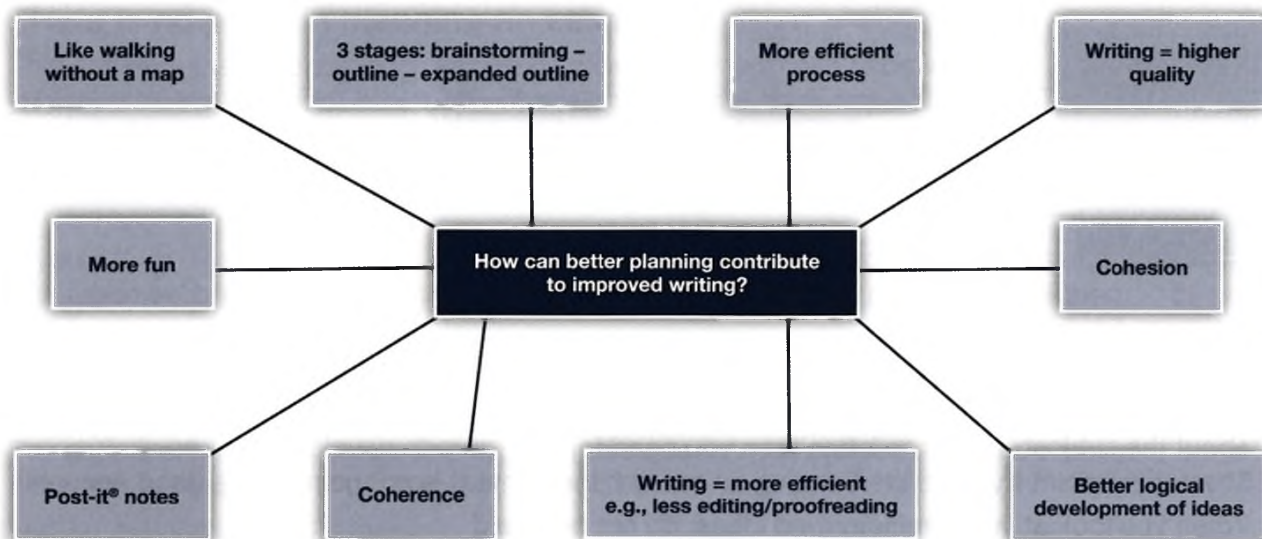 Like walking
without a map
3 stages: brainstorming –
outline – expanded outline
More efficient
process
Writing = higher
quality
More fun
How can better planning contribute
to improved writing?
Cohesion
Post-it® notes
Coherence
Writing = more efficient
e.g., less editing/proofreading
Better logical
development of ideas